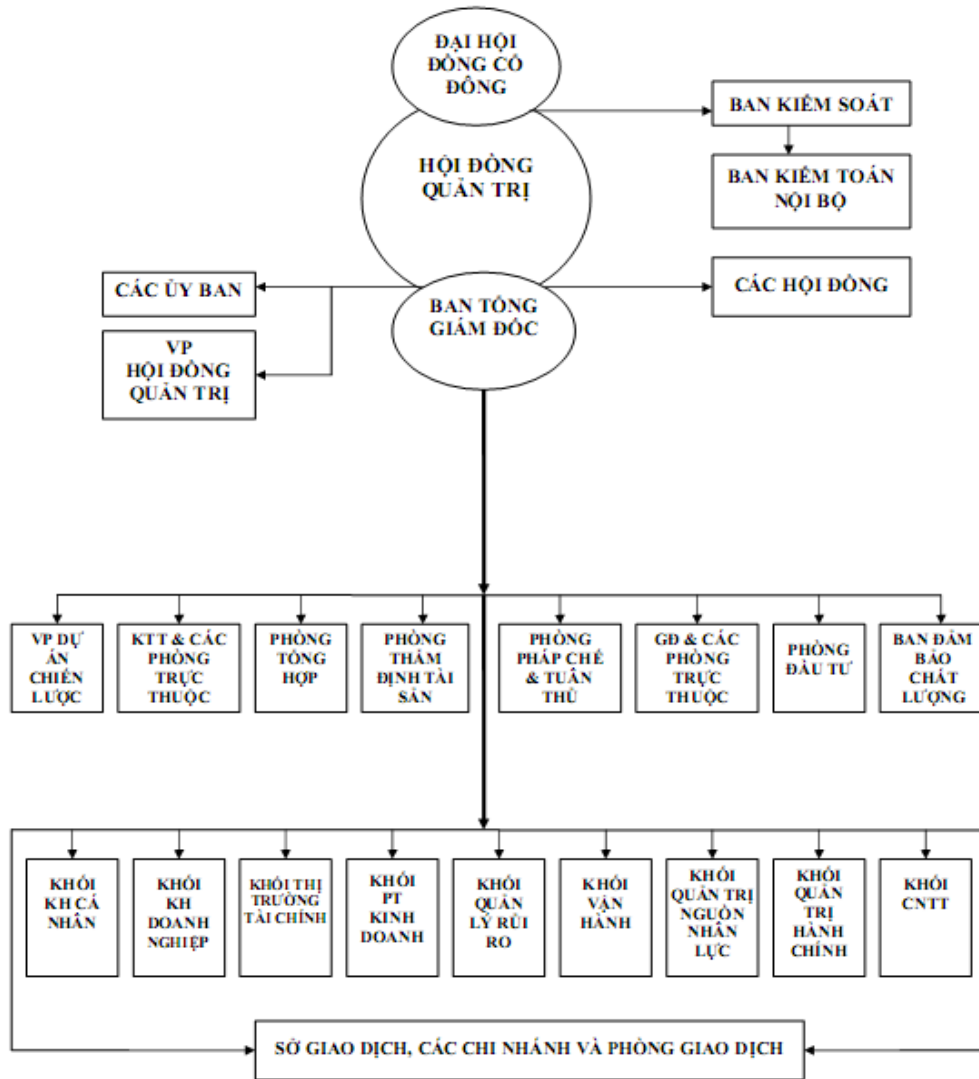 ĐẠI HỘI
ĐỒNG CỔ
ĐÔNG
BAN KIỂM SOÁT
HỘI ĐỒNG
QUẢN TRỊ
BAN KIỂM TOÁN
NỘI BỘ
CÁC ỦY BAN
CÁC HỘI ĐỒNG
BAN TỔNG
GIÁM ĐỐC
VP
HỘI ĐỒNG
QUẢN TRỊ
VP DỰ
ÁN
CHIẾN
LƯỢC
KTT & CÁC
PHÒNG
TRỰC
THUỘC
PHÒNG
TỔNG
HỢP
PHÒNG
THẨM
ĐỊNH TÀI
SẢN
PHÒNG
PHÁP CHẾ
& TUÂN
THỦ
GĐ & CÁC
PHÒNG
TRỰC
THUỘC
PHÒNG
ĐẦU TƯ
BAN ĐẢM
BẢO
CHẤT
LƯỢNG
KHỐI
KH CÁ
NHÂN
KHỐI
KH
DOANH
NGHIỆP
KHỐI THỊ
TRƯỜNG
TÀI CHÍNH
KHỐI
PT
KINH
DOANH
KHỐI
QUẢN
LÝ RỦI
RO
KHỐI
VẬN
HÀNH
KHỐI
QUẢN TRỊ
NGUỒN
NHÂN
LỰC
KHỐI
QUẢN
TRỊ
HÀNH
CHÍNH
KHỐI
CNTT
SỞ GIAO DỊCH, CÁC CHI NHÁNH VÀ PHÒNG GIAO DỊCH